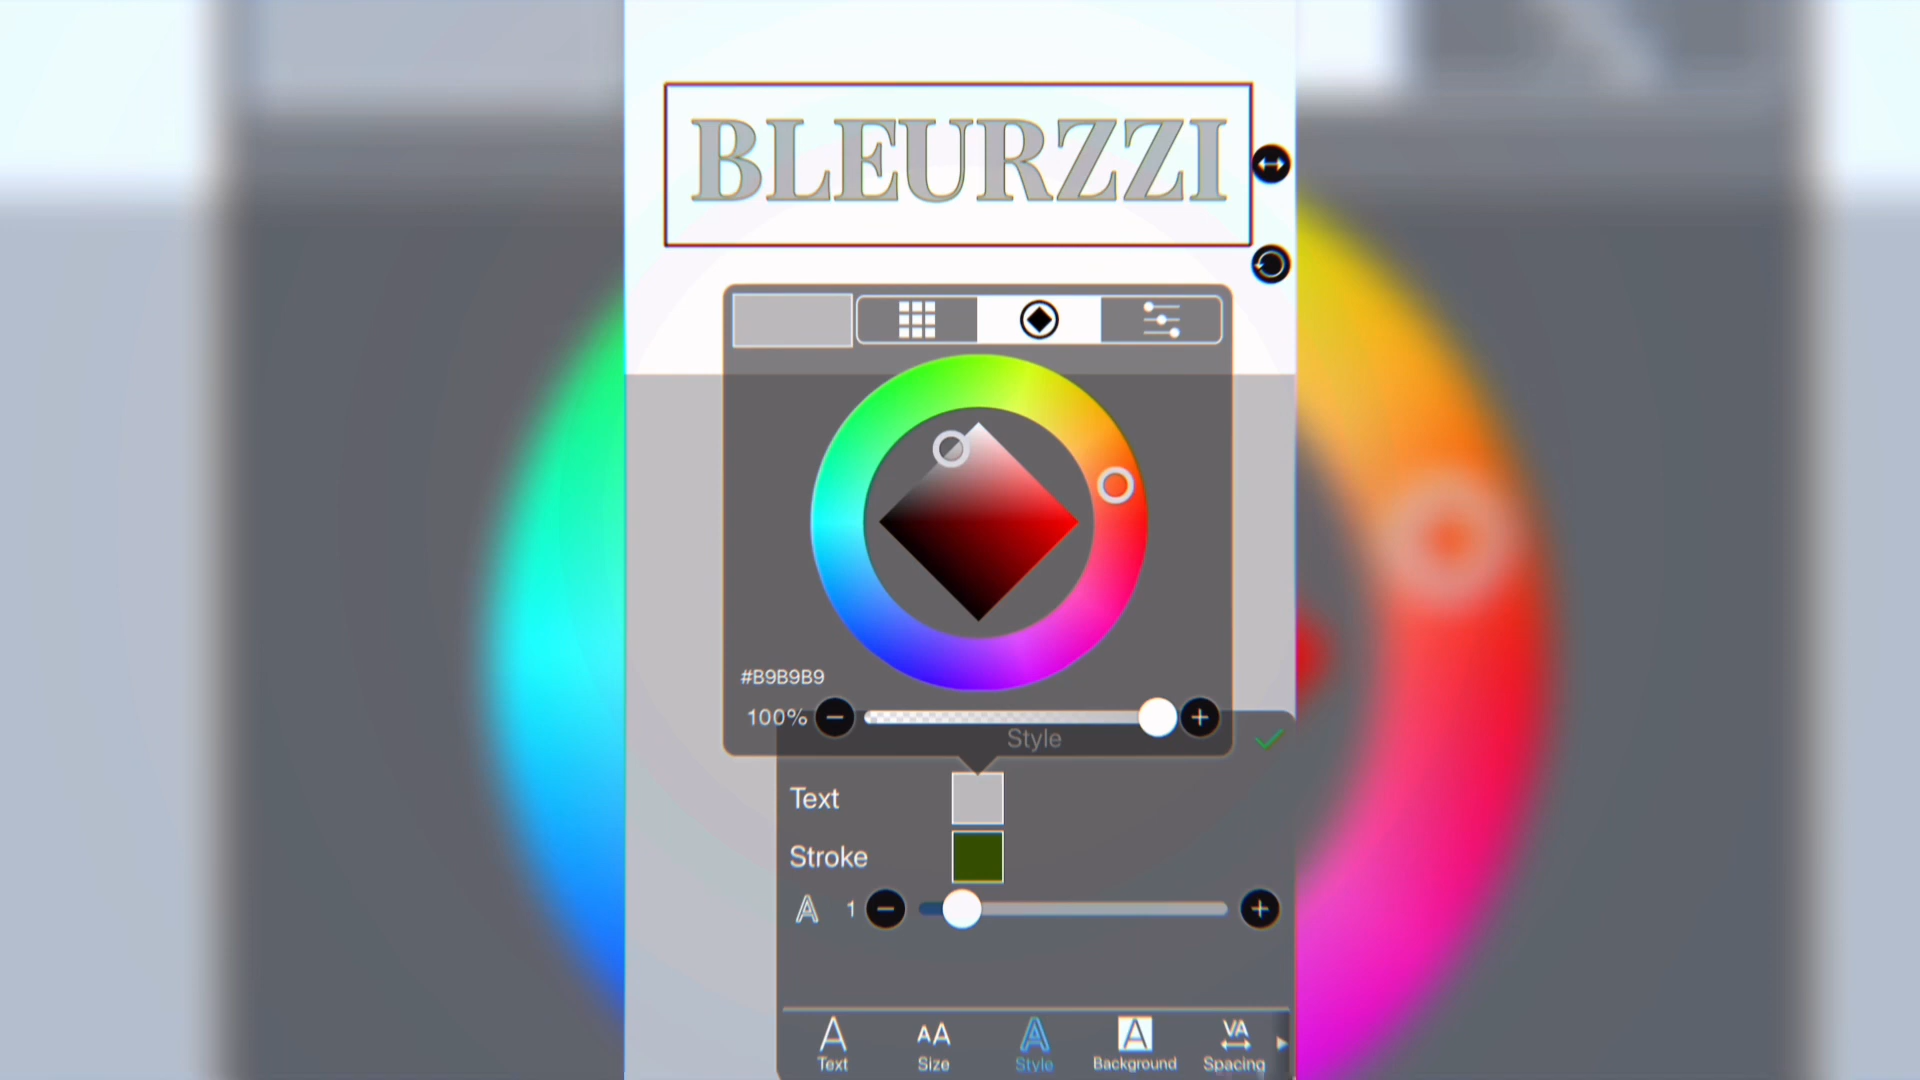 BLEURZZI
#B9B9B9
100%
Style
Text
Stroke
A 1
Text Size Style Background Spacing